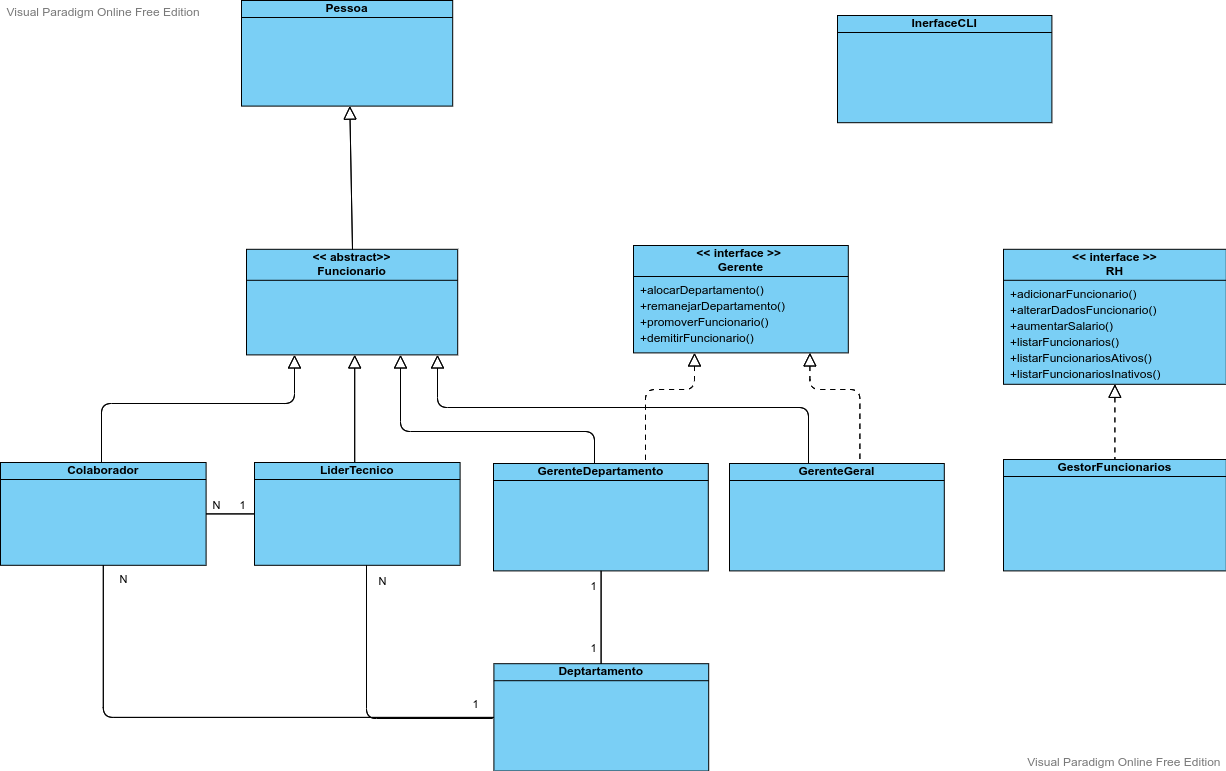 Visual Paradigm Online Free Edition
Pessoa
InerfaceCLI
<< abstract>>
Funcionario
<< interface >>
Gerente
+alocarDepartamento()
+remanejarDepartamento()
+promoverFuncionario()
+demitirFuncionario()
<< interface >>
RH
+adicionarFuncionario()
+alterarDadosFuncionario()
+aumentarSalario()
+listarFuncionarios()
+listarFuncionariosAtivos()
+listarFuncionariosInativos()
Colaborador
LiderTecnico
GerenteDepartamento
GerenteGeral
GestorFuncionarios
N
1
N
N
1
1
Deptartamento
1
Visual Paradigm Online Free Edition